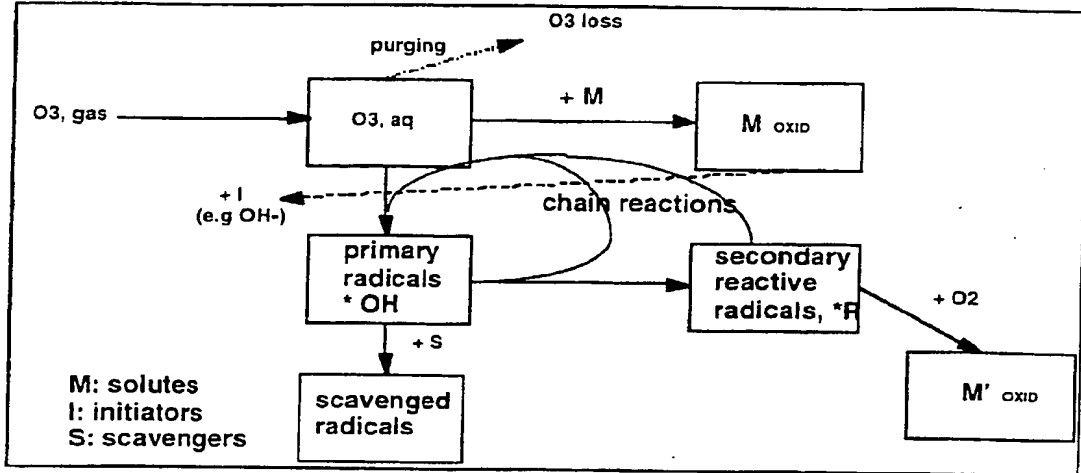 O3 loss
purging
O3, gas
O3, aq
+ M
M OXID
+ I
(e.g OH-)
chain reactions
primary
radicals
* OH
secondary
reactive
radicals, *R
+ O2
+ S
M' OXID
scavenged
radicals
M: solutes
I: initiators
S: scavengers